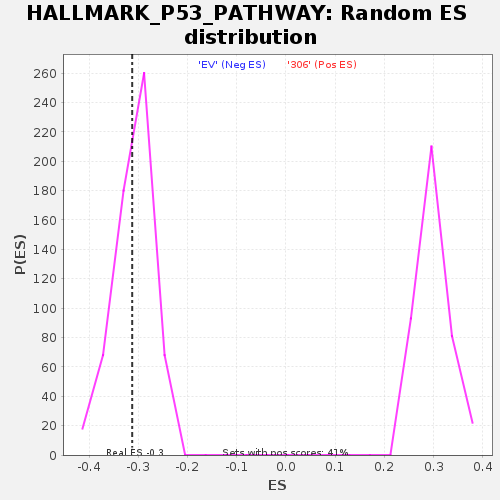 HALLMARK_P53_PATHWAY: Random ES
distribution
'EV' (Neg ES) '306' (Pos ES)
260
240
220
200
180
160
140
120
100
80
60
40
20
0
P(ES)
Real ES -0.3 Sets with pos scores: 41%
-0.4 -0.3 -0.2 -0.1 0.0 0.1 0.2 0.3 0.4
ES